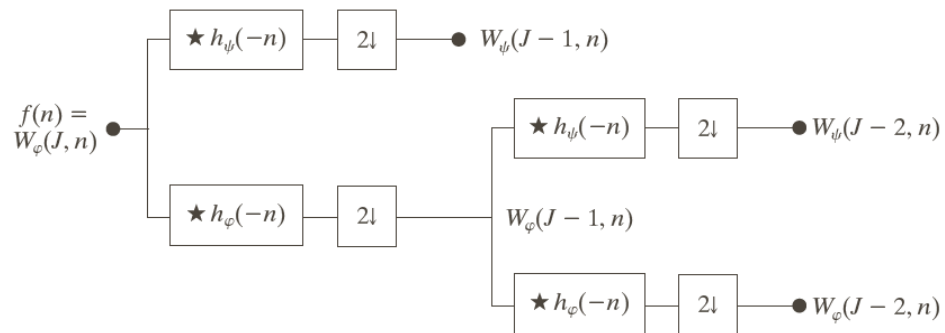 ★ h_ψ(−n)
2↓
W_ψ(J − 1, n)
f(n) =
W_φ(J, n)
★ h_ψ(−n)
2↓
W_ψ(J − 2, n)
★ h_φ(−n)
2↓
W_φ(J − 1, n)
★ h_φ(−n)
2↓
W_φ(J − 2, n)